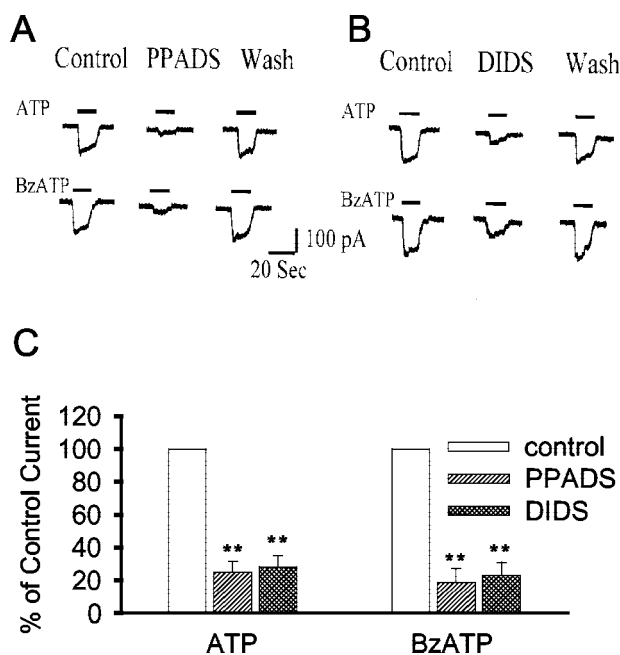 A
Control PPADS Wash
ATP
BzATP
100 pA
20 Sec
B
Control DIDS Wash
ATP
BzATP
C
% of Control Current
120
100
80
60
40
20
0
** **
** **
ATP
BzATP
control
PPADS
DIDS